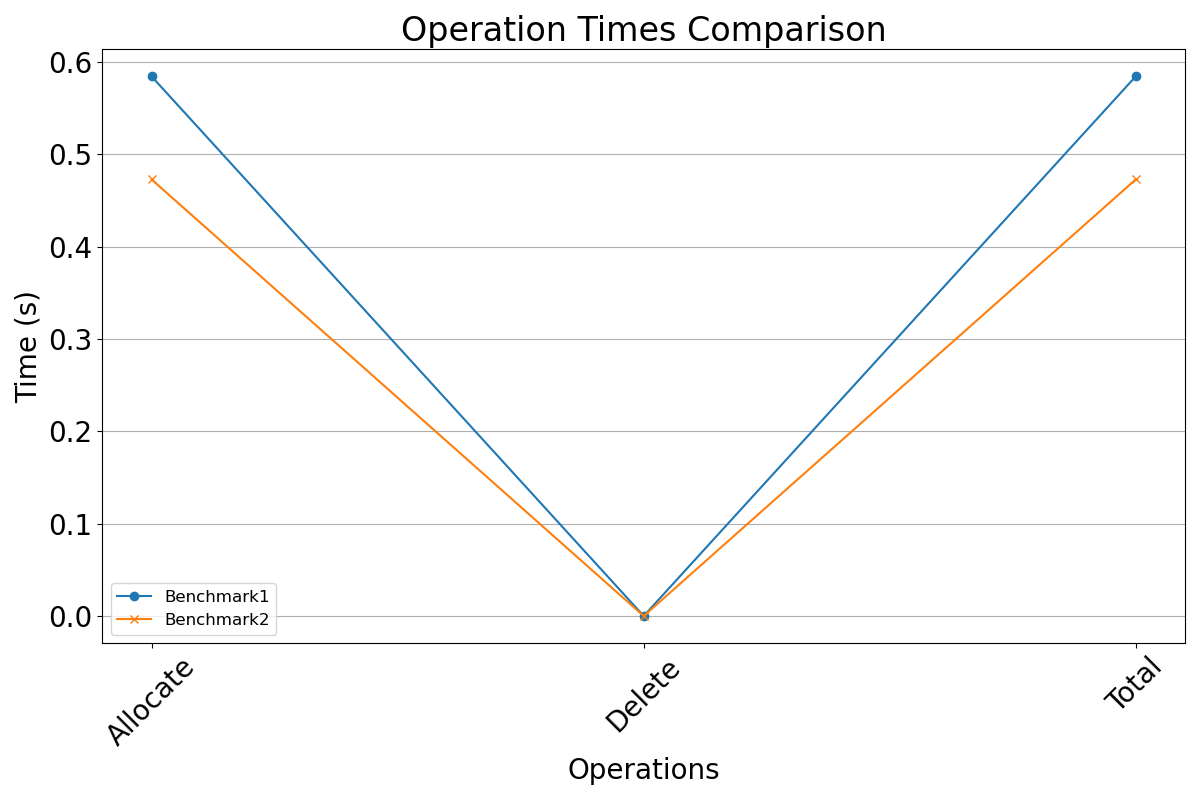 Operation Times Comparison
0.6
0.5
0.4
0.3
0.2
0.1
0.0
Time (s)
Benchmark1
Benchmark2
Allocate
Delete
Total
Operations